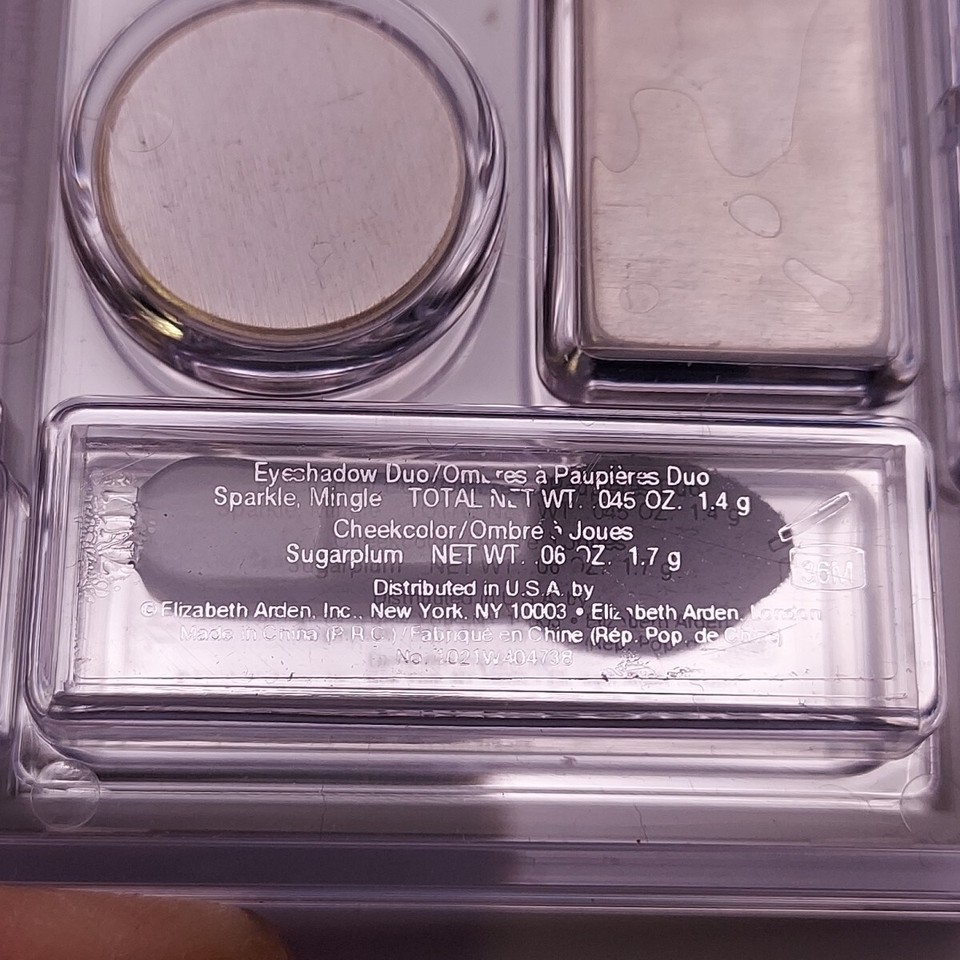 Eyeshadow Duo/Ombres à Paupières Duo
Sparkle, Mingle TOTAL NET WT. .045 OZ. 1.4 g
Cheekcolor/Ombre à Joues
Sugarplum NET WT. .06 OZ. 1.7 g
Distributed in U.S.A. by
© Elizabeth Arden, Inc., New York, NY 10003 • Elizabeth Arden, London
Made in China (P.R.C.)/Fabriqué en Chine (Rép. Pop. de Chine)
No. 1021W404738
36M